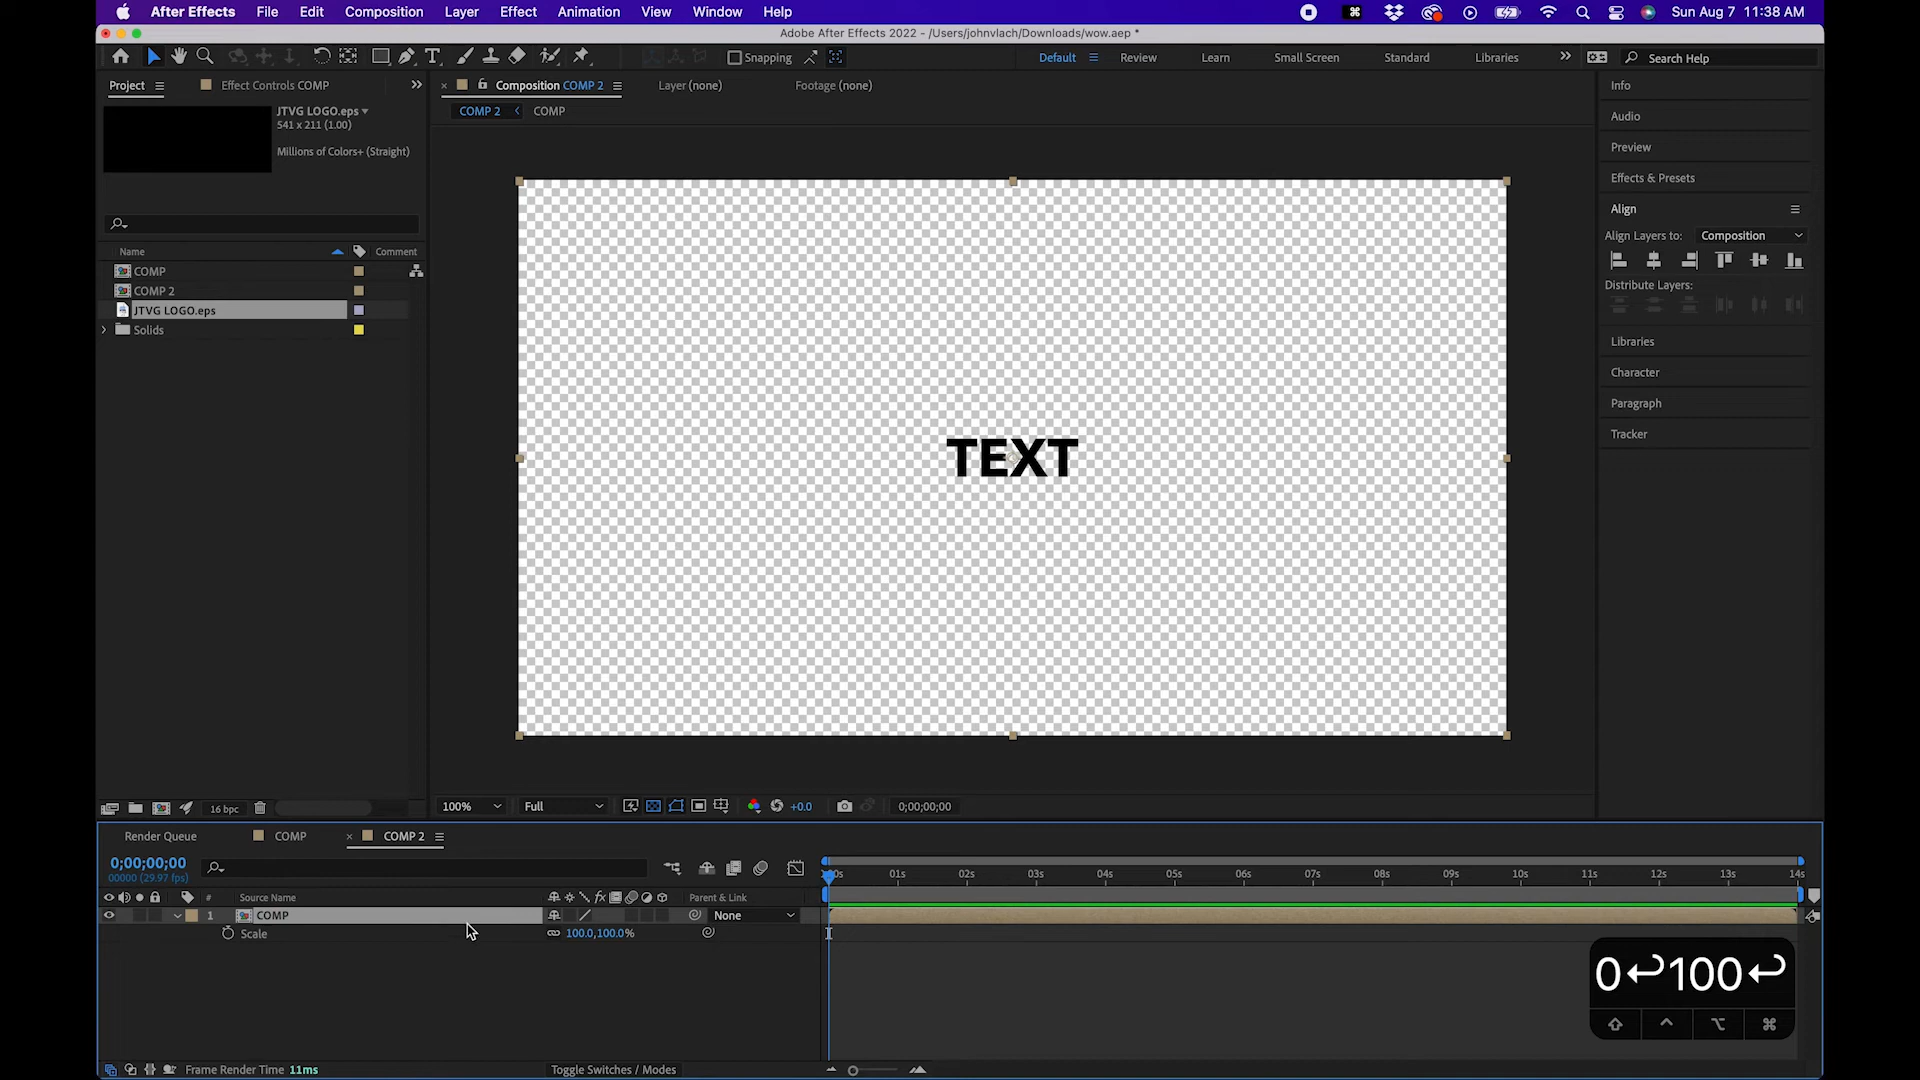 After Effects File Edit Composition Layer Effect Animation View Window Help Sun Aug 7 11:38 AM
Adobe After Effects 2022 - /Users/johnvlach/Downloads/wow.aep *
Snapping Default Review Learn Small Screen Standard Libraries Search Help
Project Effect Controls COMP Composition COMP 2 Layer (none) Footage (none) Info
JTVG LOGO.eps
541 x 211 (1.00)
Millions of Colors+ (Straight)
COMP 2 COMP
Audio
Preview
Effects & Presets
Align
Align Layers to: Composition
Distribute Layers:
Libraries
Character
Paragraph
Tracker
Name Comment
COMP
COMP 2
JTVG LOGO.eps
Solids
TEXT
16 bpc 100% Full +0.0 0;00;00;00
Render Queue COMP COMP 2
0;00;00;00
00000 (29.97 fps)
01s 02s 03s 04s 05s 06s 07s 08s 09s 10s 11s 12s 13s 14s
# Source Name fx Parent & Link
1 COMP None
Scale 100.0,100.0%
0↩100↩
Frame Render Time 11ms Toggle Switches / Modes